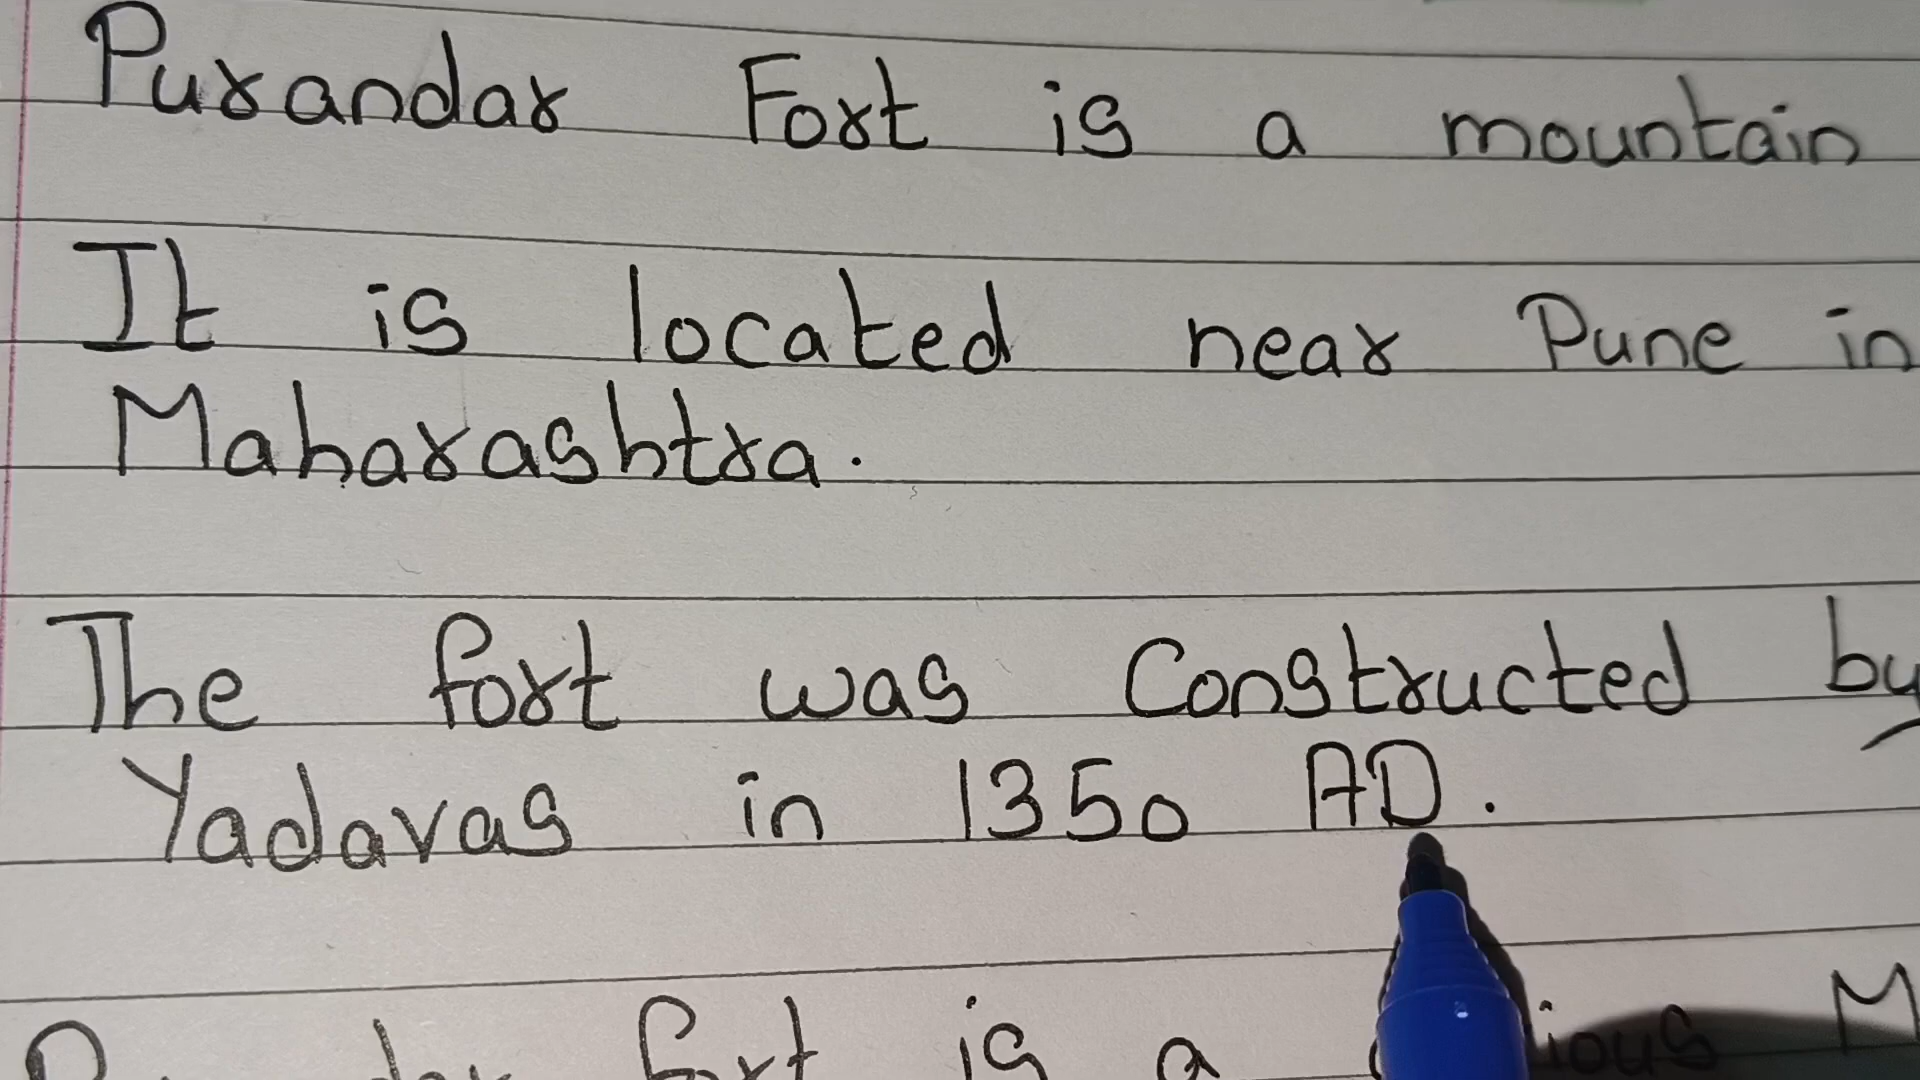 Purandar Fort is a mountain
It is located near Pune in
Maharashtra.
The fort was Constructed by
Yadavas in 1350 AD.
fort is a